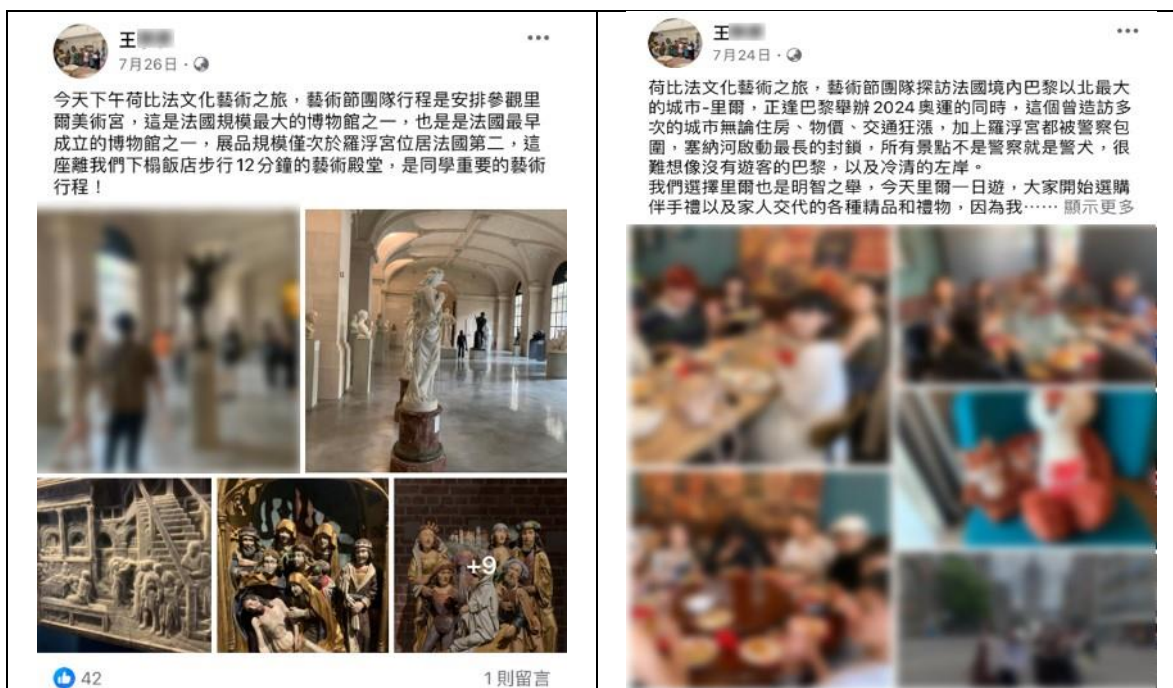 王
7月26日
今天下午荷比法文化藝術之旅，藝術節團隊行程是安排參觀里
爾美術宮，這是法國規模最大的博物館之一，也是是法國最早
成立的博物館之一，展品規模僅次於羅浮宮位居法國第二，這
座離我們下榻飯店步行12分鐘的藝術殿堂，是同學重要的藝術
行程！
+9
42
1則留言
王
7月24日
荷比法文化藝術之旅，藝術節團隊探訪法國境內巴黎以北最大
的城市-里爾，正逢巴黎舉辦2024奧運的同時，這個曾造訪多
次的城市無論住房、物價、交通狂漲，加上羅浮宮都被警察包
圍，塞納河啟動最長的封鎖，所有景點不是警察就是警犬，很
難想像沒有遊客的巴黎，以及冷清的左岸。
我們選擇里爾也是明智之舉，今天里爾一日遊，大家開始選購
伴手禮以及家人交代的各種精品和禮物，因為我⋯⋯ 顯示更多